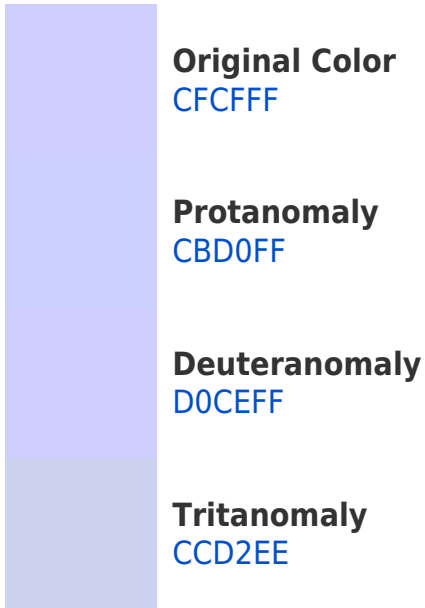 Original Color
CFCFFF
Protanomaly
CBD0FF
Deuteranomaly
D0CEFF
Tritanomaly
CCD2EE